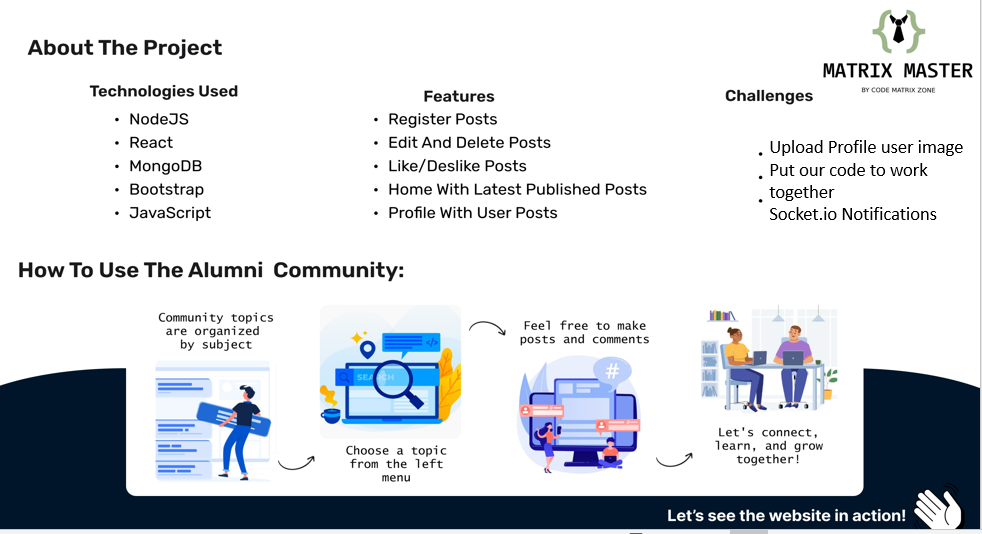 About The Project
MATRIX MASTER
BY CODE MATRIX ZONE
Technologies Used
• NodeJS
• React
• MongoDB
• Bootstrap
• JavaScript
Features
• Register Posts
• Edit And Delete Posts
• Like/Deslike Posts
• Home With Latest Published Posts
• Profile With User Posts
Challenges
• Upload Profile user image
• Put our code to work
• together
Socket.io Notifications
How To Use The Alumni Community:
Community topics
are organized
by subject
</>
SEARCH
Choose a topic
from the left
menu
Feel free to make
posts and comments
#
Let's connect,
learn, and grow
together!
Let's see the website in action!